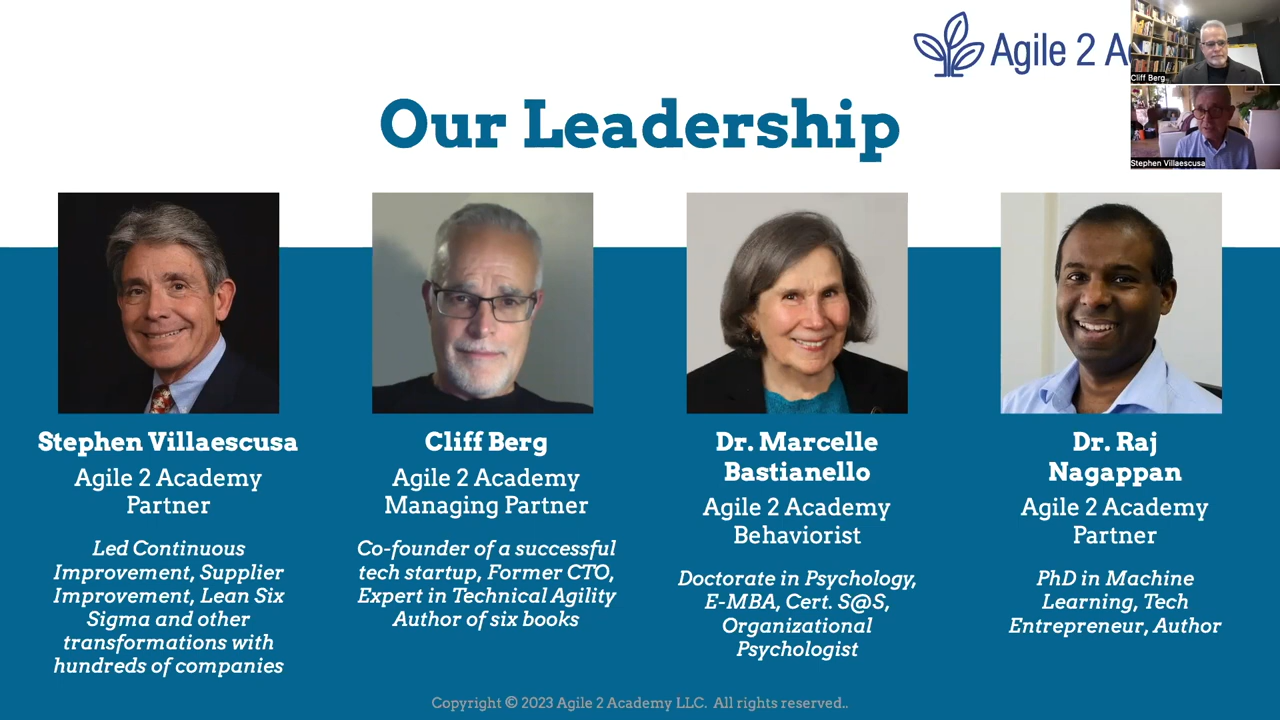 Agile 2 A
Cliff Berg
Stephen Villaescusa
Our Leadership
Stephen Villaescusa
Agile 2 Academy
Partner
Led Continuous
Improvement, Supplier
Improvement, Lean Six
Sigma and other
transformations with
hundreds of companies
Cliff Berg
Agile 2 Academy
Managing Partner
Co-founder of a successful
tech startup, Former CTO,
Expert in Technical Agility
Author of six books
Dr. Marcelle
Bastianello
Agile 2 Academy
Behaviorist
Doctorate in Psychology,
E-MBA, Cert. S@S,
Organizational
Psychologist
Dr. Raj
Nagappan
Agile 2 Academy
Partner
PhD in Machine
Learning, Tech
Entrepreneur, Author
Copyright © 2023 Agile 2 Academy LLC. All rights reserved..